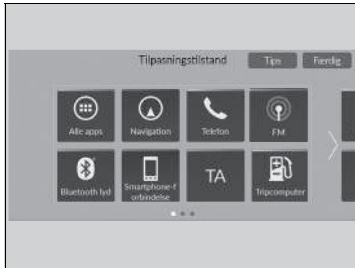 Tilpasningstilstand
Tips
Færdig
Alle apps
Navigation
Telefon
FM
Bluetooth lyd
Smartphone-f
orbindelse
TA
Tripcomputer